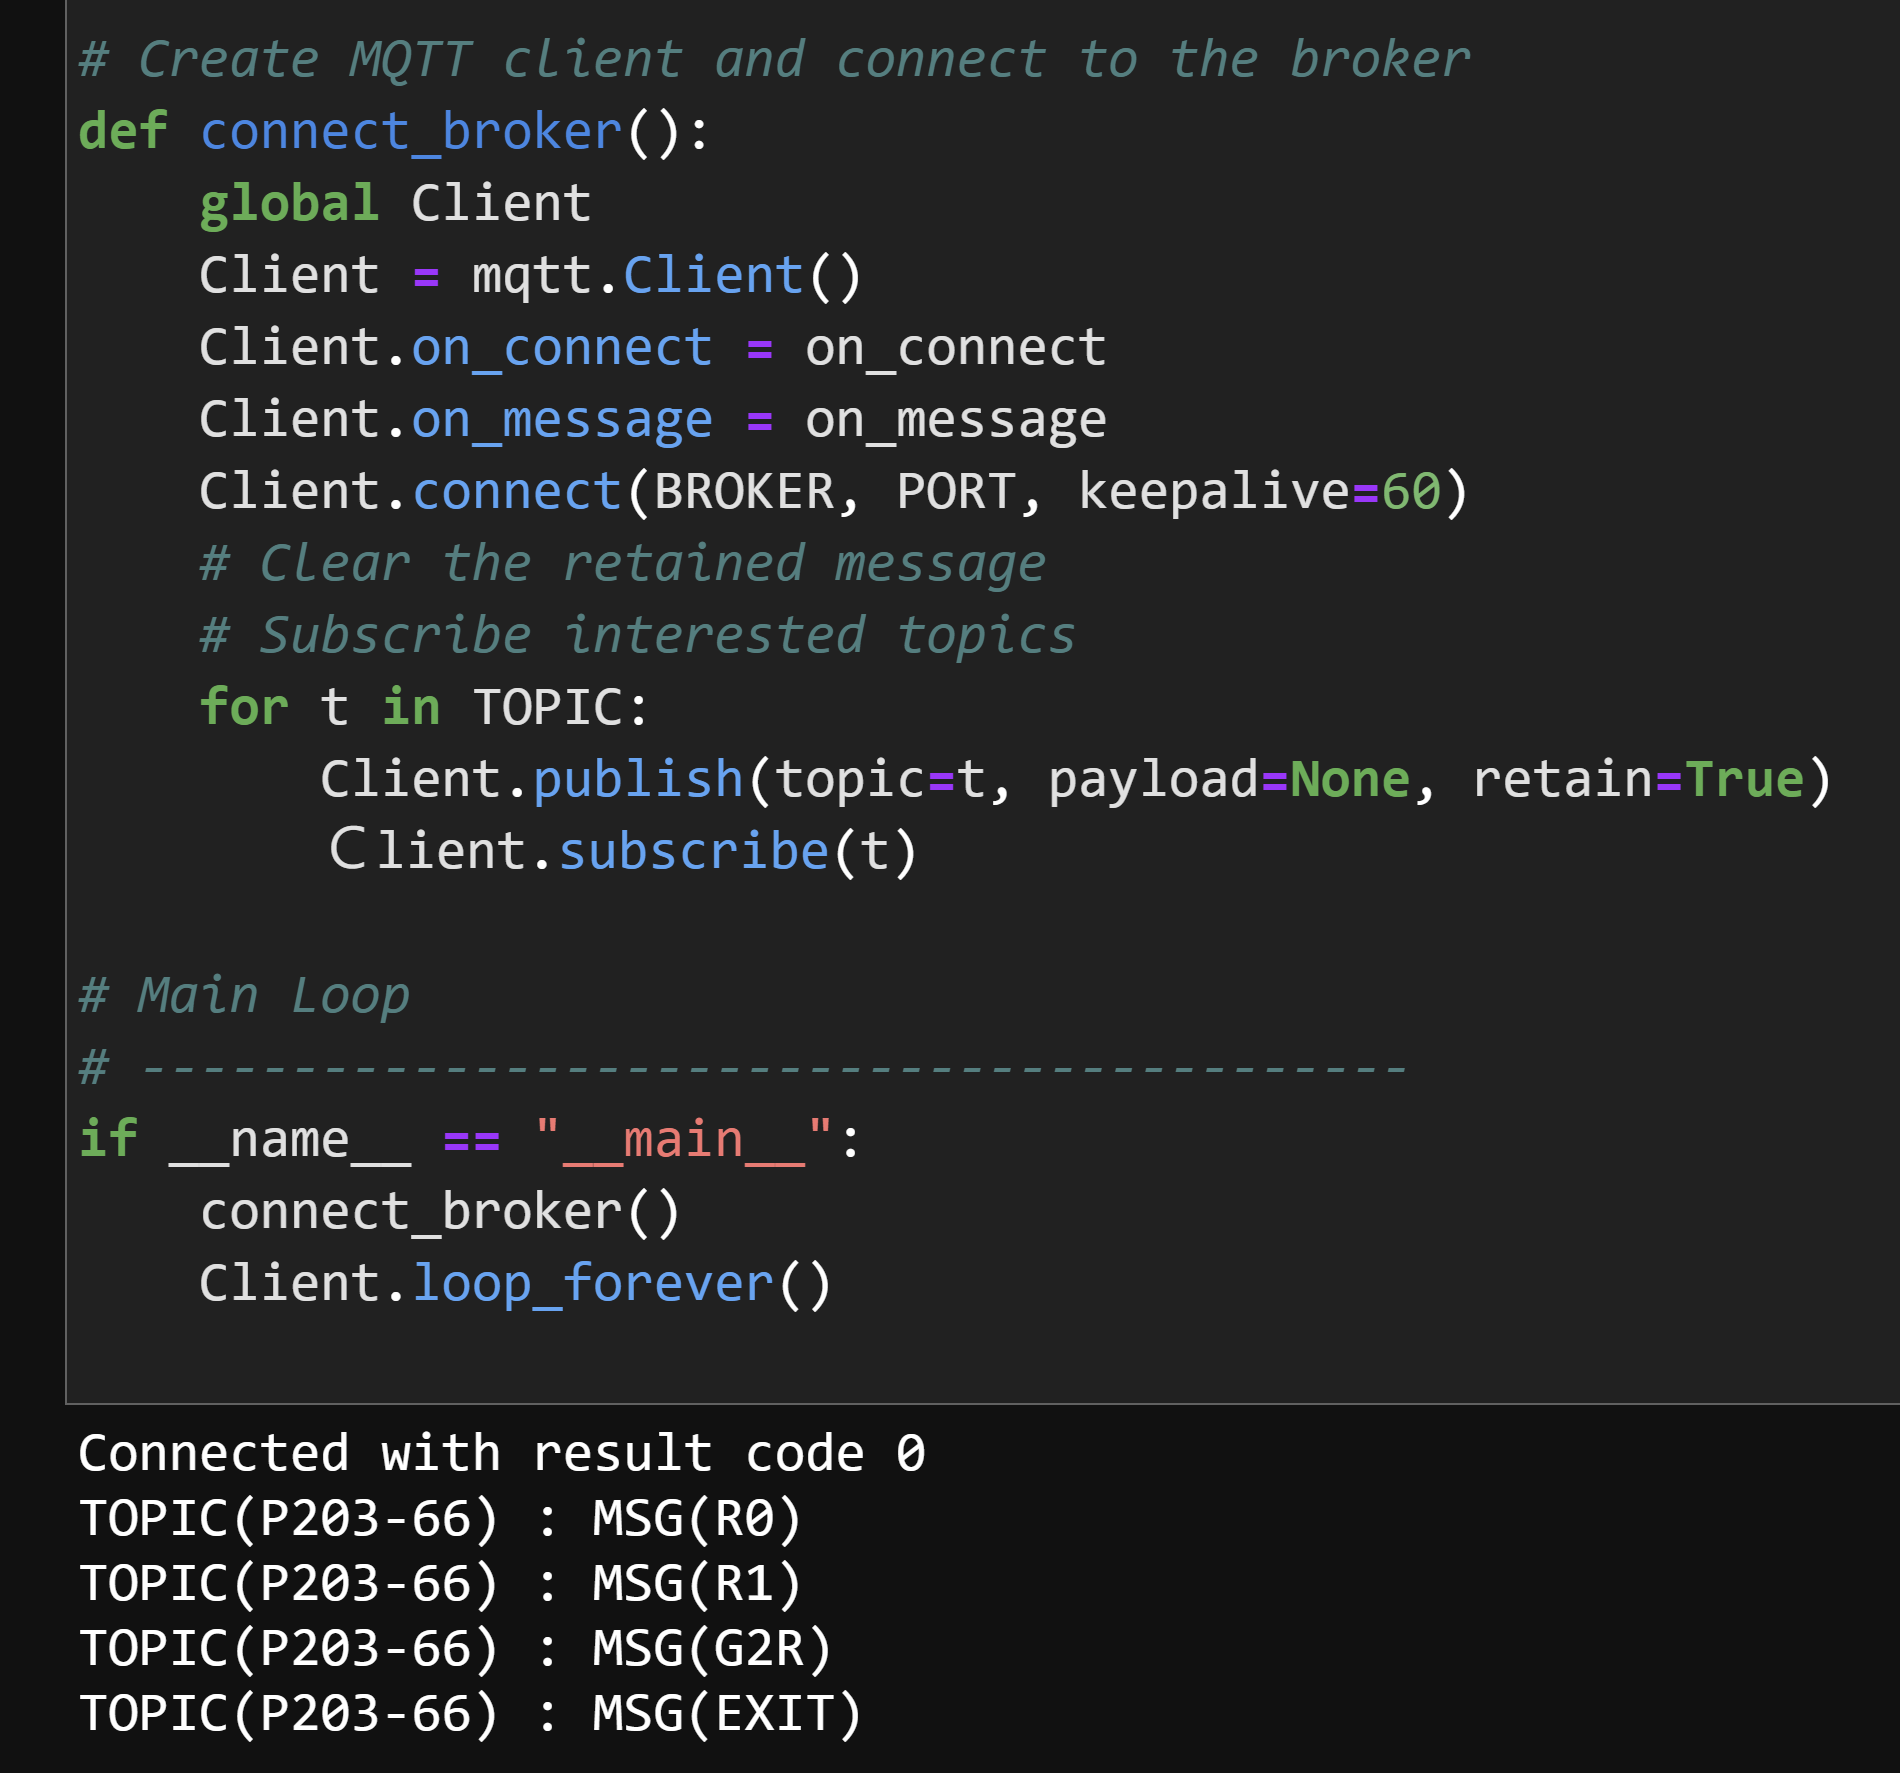 # Create MQTT client and connect to the broker
def connect_broker():
    global Client
    Client = mqtt.Client()
    Client.on_connect = on_connect
    Client.on_message = on_message
    Client.connect(BROKER, PORT, keepalive=60)
    # Clear the retained message
    # Subscribe interested topics
    for t in TOPIC:
        Client.publish(topic=t, payload=None, retain=True)
        Client.subscribe(t)

# Main Loop
# ------------------------------------------
if __name__ == "__main__":
    connect_broker()
    Client.loop_forever()

Connected with result code 0
TOPIC(P203-66) : MSG(R0)
TOPIC(P203-66) : MSG(R1)
TOPIC(P203-66) : MSG(G2R)
TOPIC(P203-66) : MSG(EXIT)